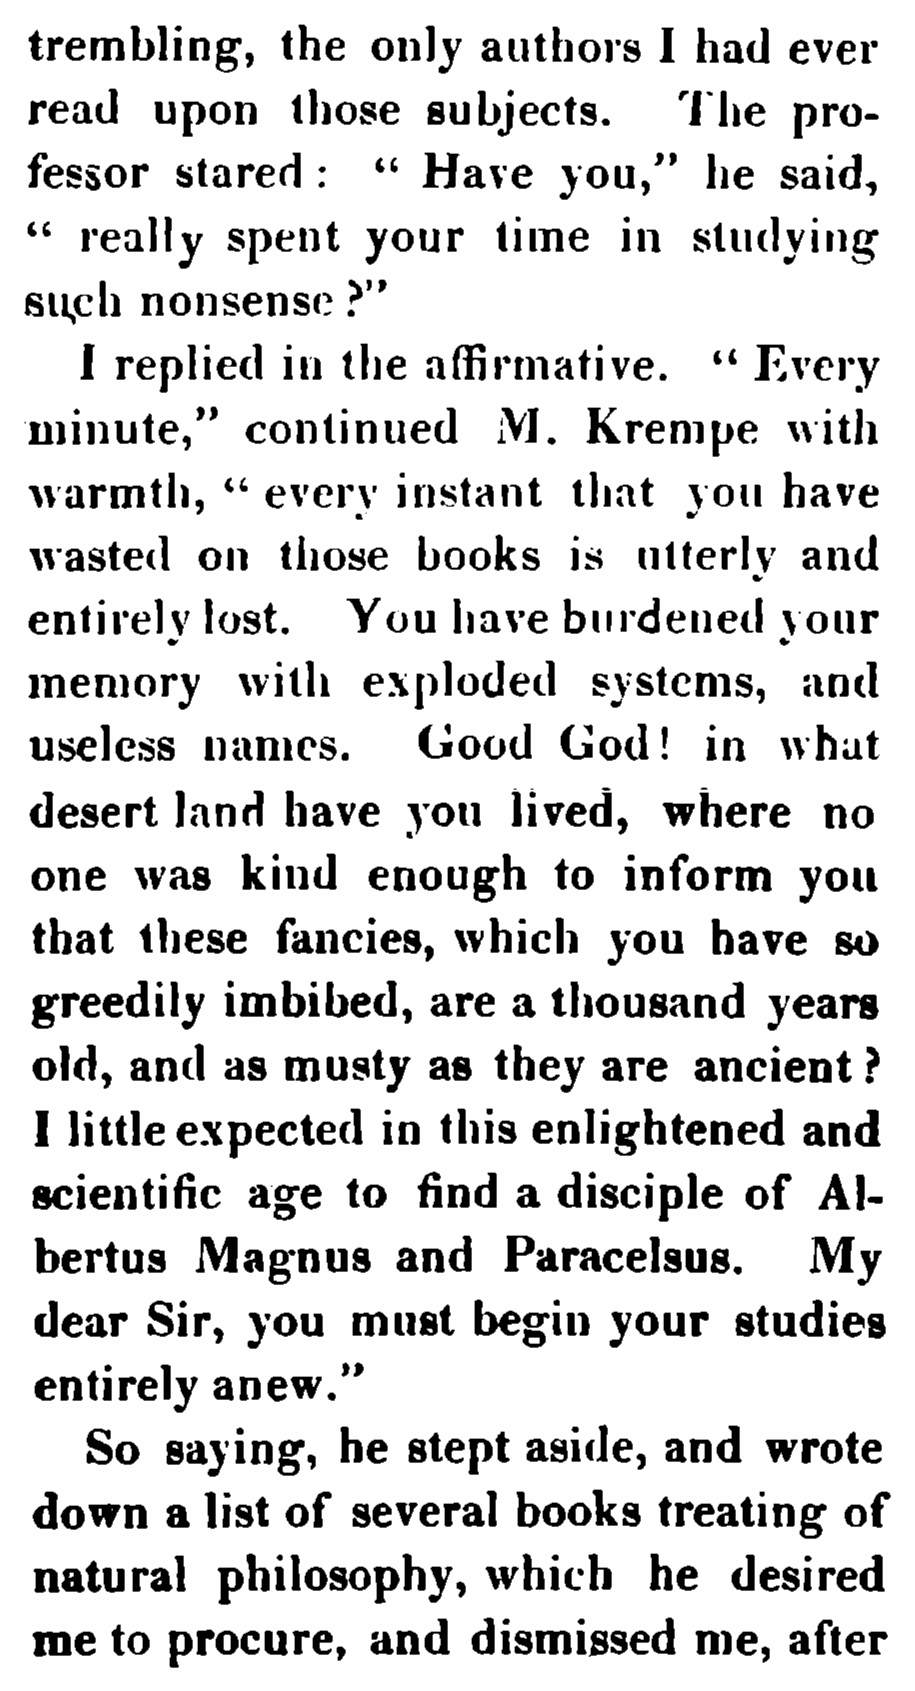 trembling, the only authors I had ever
read upon those subjects. The pro-
fessor stared : “ Have you,” he said,
“ really spent your time in studying
such nonsense ?”
I replied in the affirmative. “ Every
minute,” continued M. Krempe with
warmth, “ every instant that you have
wasted on those books is utterly and
entirely lost. You have burdened your
memory with exploded systems, and
useless names. Good God! in what
desert land have you lived, where no
one was kind enough to inform you
that these fancies, which you have so
greedily imbibed, are a thousand years
old, and as musty as they are ancient ?
I little expected in this enlightened and
scientific age to find a disciple of Al-
bertus Magnus and Paracelsus. My
dear Sir, you must begin your studies
entirely anew.”
So saying, he stept aside, and wrote
down a list of several books treating of
natural philosophy, which he desired
me to procure, and dismissed me, after